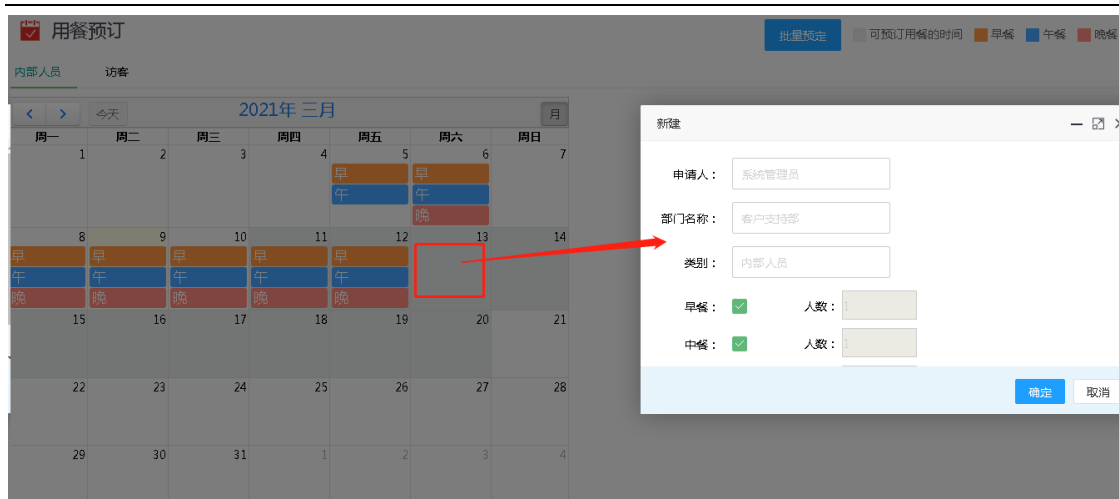 用餐预订
批量预定 可预订用餐的时间 早餐 午餐 晚餐
内部人员 访客
今天 2021年 三月 月
周一 周二 周三 周四 周五 周六 周日
1 2 3 4 5 6 7
早 早
午 午
晚
8 9 10 11 12 13 14
早 早 早 早 早
午 午 午 午 午
晚 晚 晚 晚 晚
15 16 17 18 19 20 21
22 23 24 25 26 27 28
29 30 31 1 2 3 4
新建
申请人： 系统管理员
部门名称： 客户支持部
类别： 内部人员
早餐： 人数： 1
中餐： 人数： 1
确定 取消